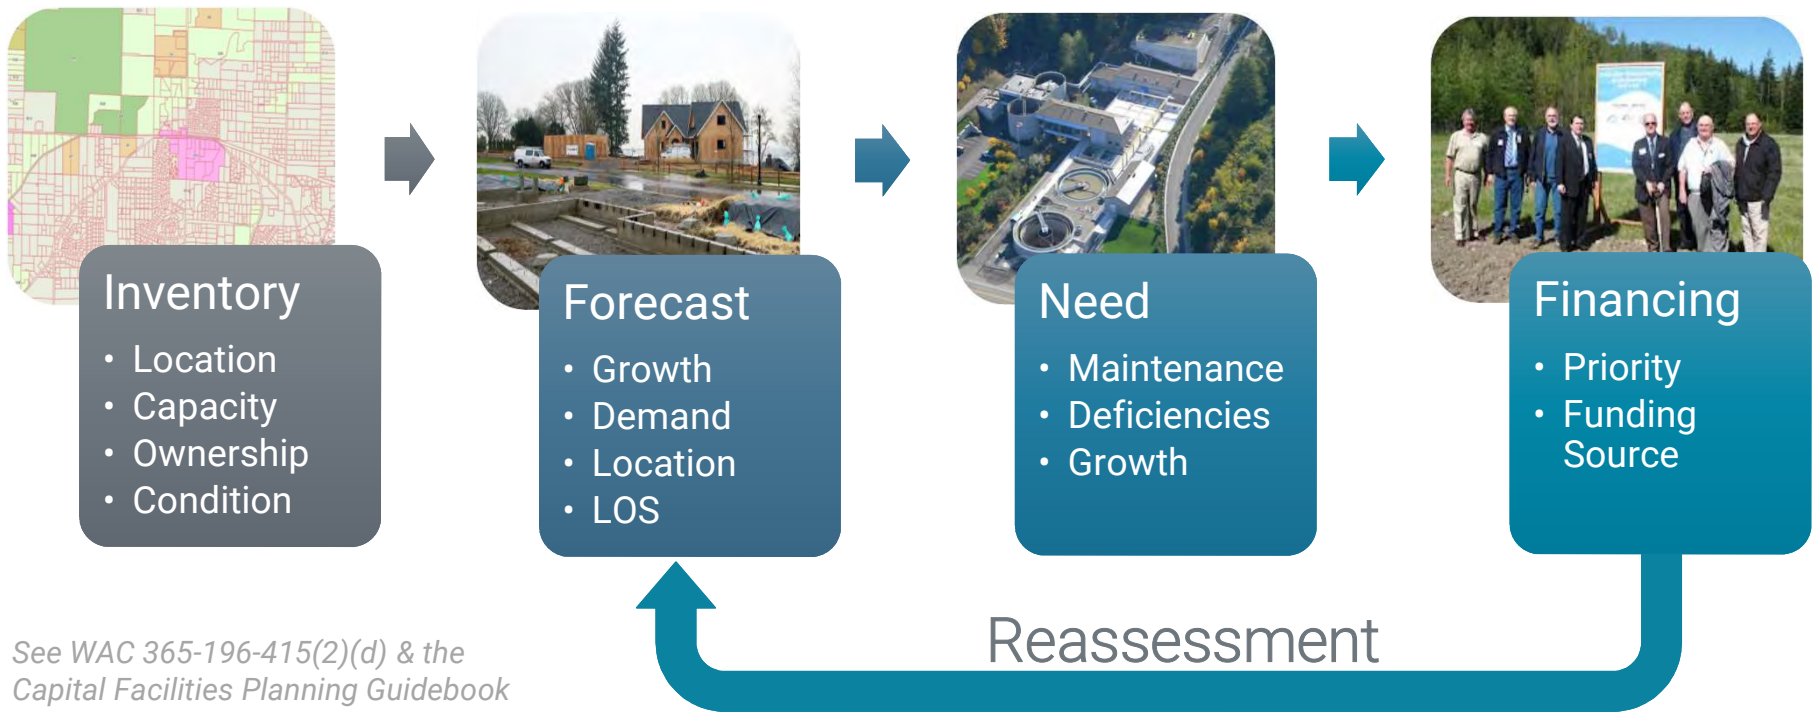 Inventory
• Location
• Capacity
• Ownership
• Condition
Forecast
• Growth
• Demand
• Location
• LOS
Need
• Maintenance
• Deficiencies
• Growth
Financing
• Priority
• Funding
Source
Reassessment
See WAC 365-196-415(2)(d) & the
Capital Facilities Planning Guidebook